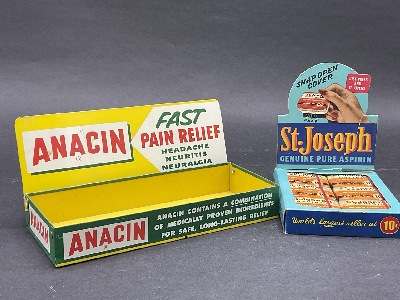 ANACIN
FAST
PAIN RELIEF
HEADACHE
NEURITIS
NEURALGIA
ANACIN
ANACIN CONTAINS A COMBINATION
OF MEDICALLY PROVEN INGREDIENTS
FOR SAFE, LONG-LASTING RELIEF
SNAP OPEN
COVER
St. Joseph
GENUINE PURE ASPIRIN
World's largest seller at 10¢